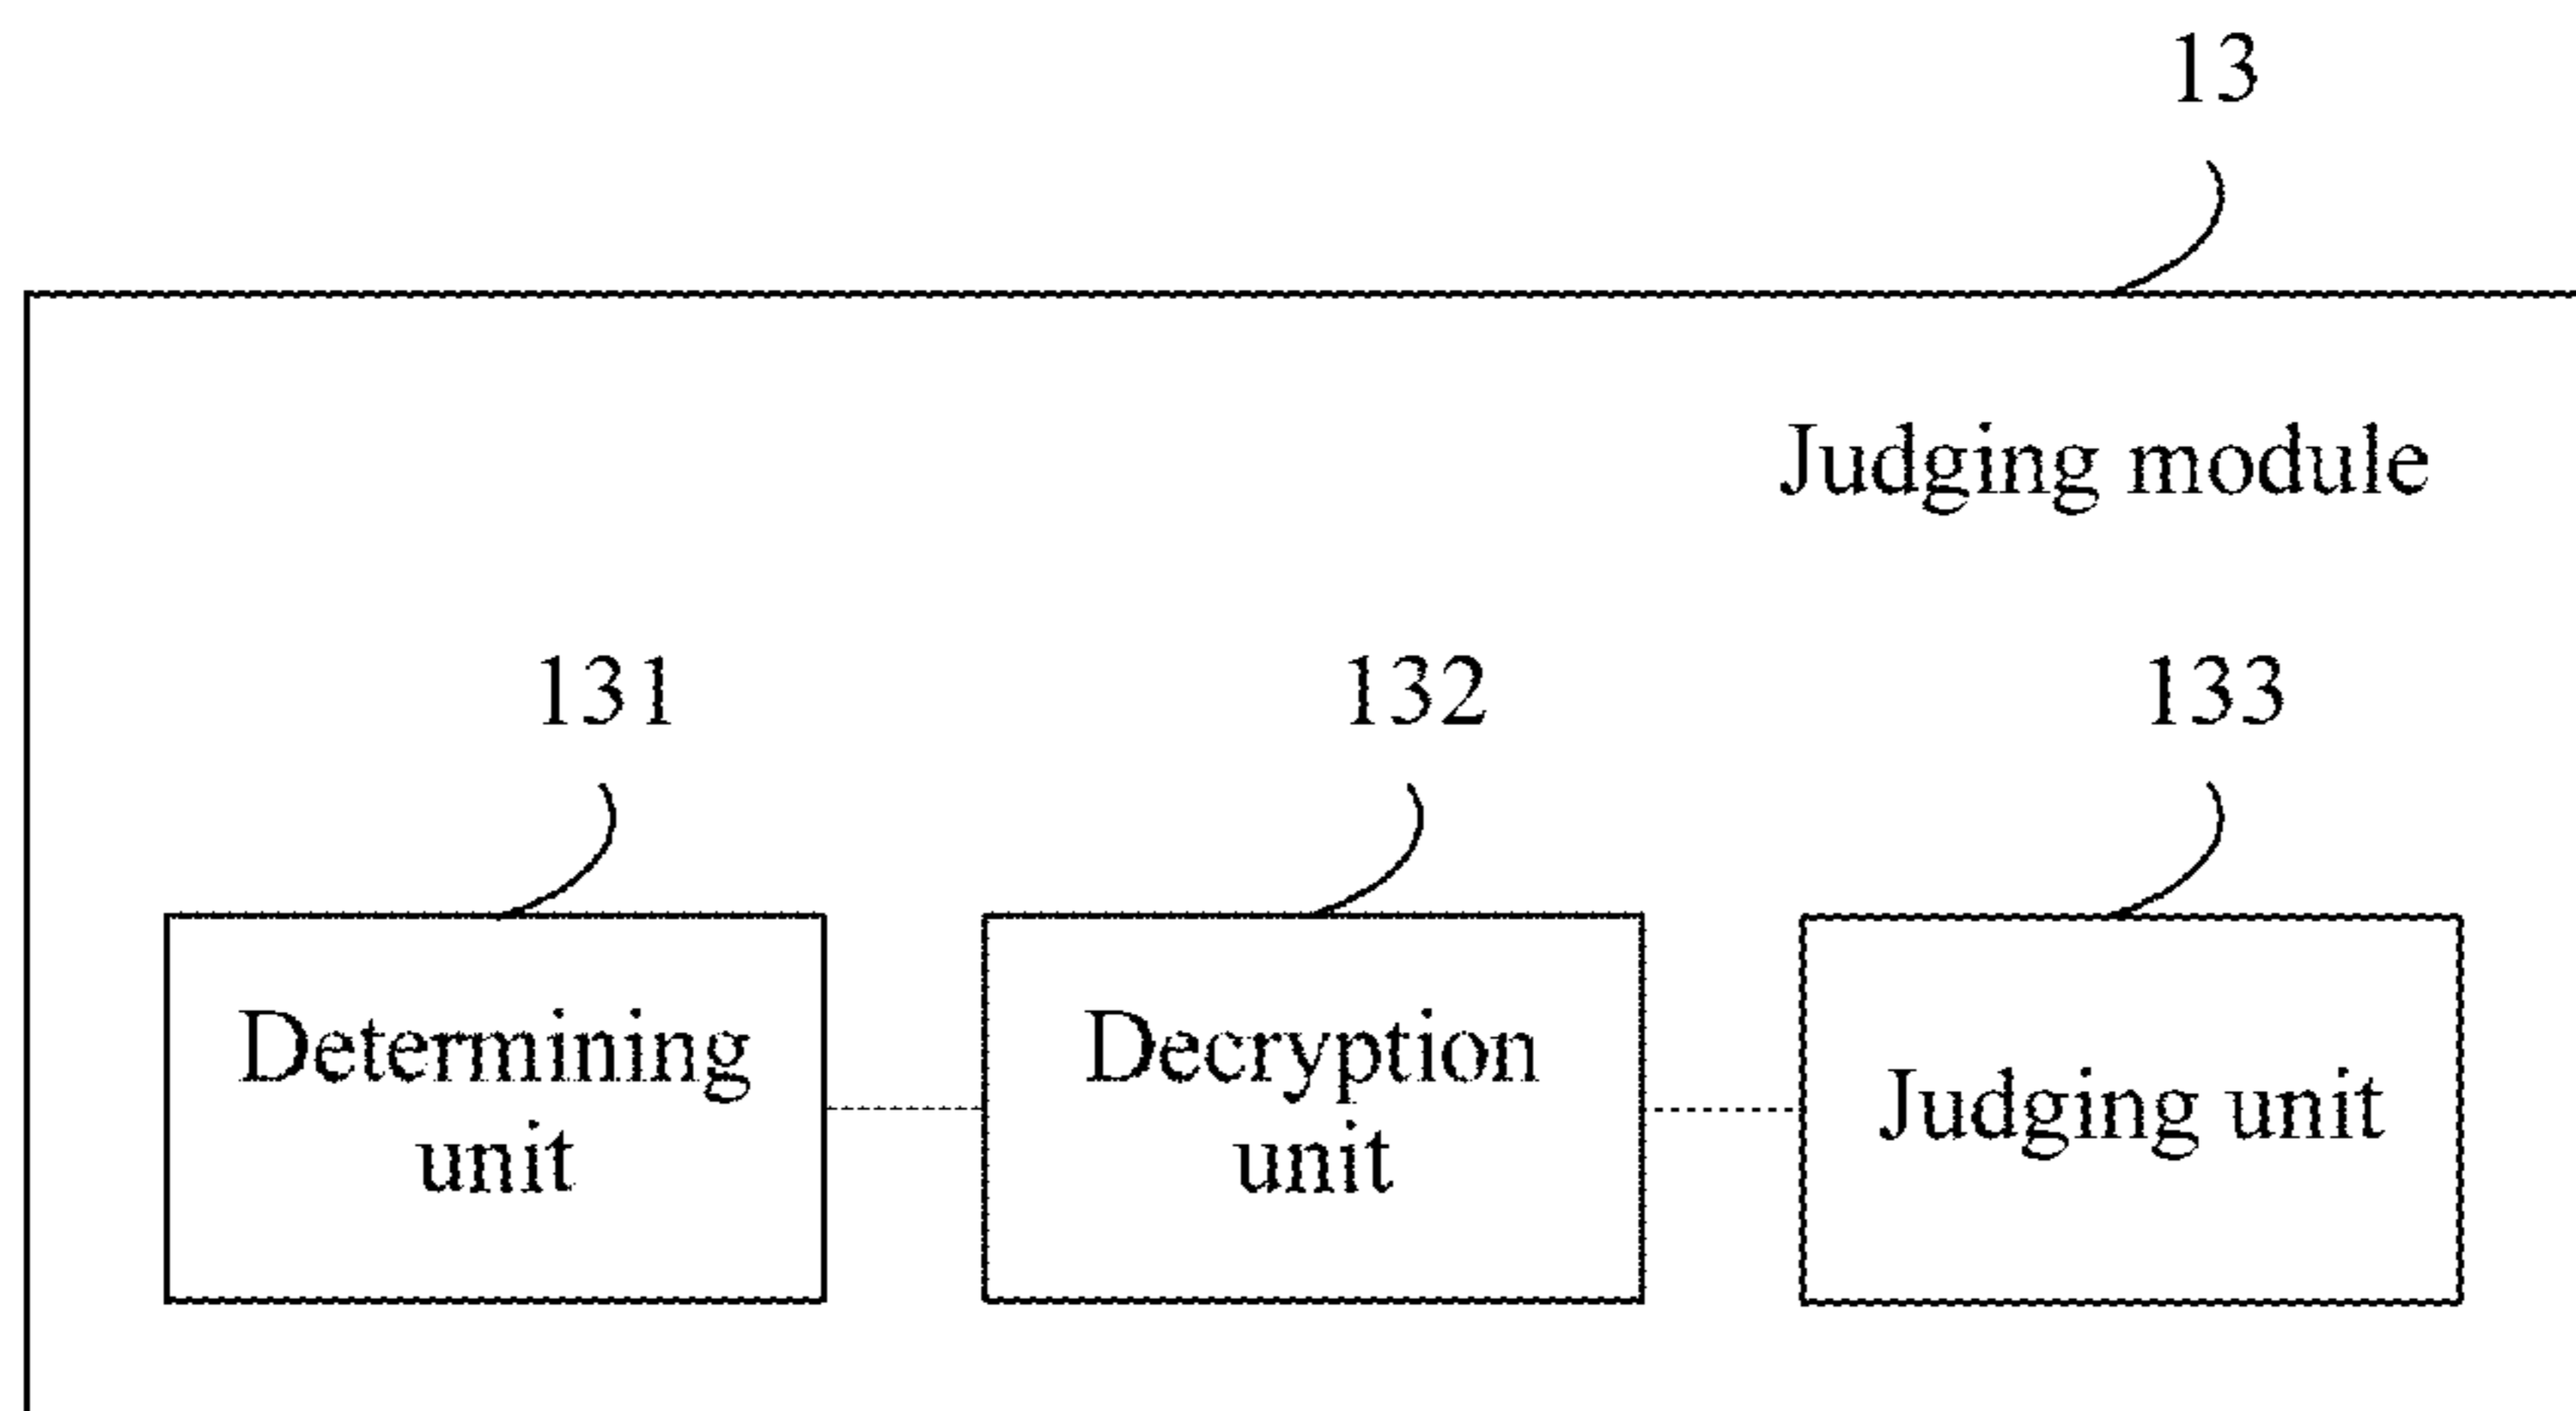 13
Judging module
131
132
133
Determining
unit
Decryption
unit
Judging unit